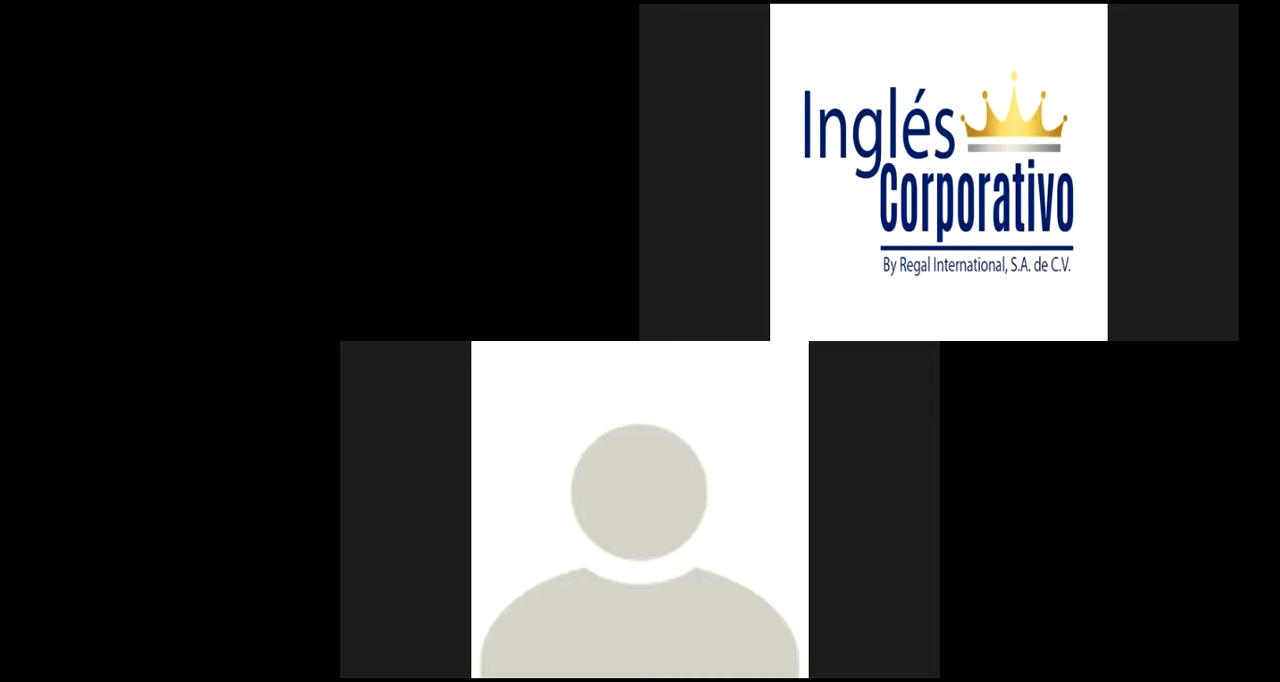 Inglés
Corporativo
By Regal International, S.A. de C.V.